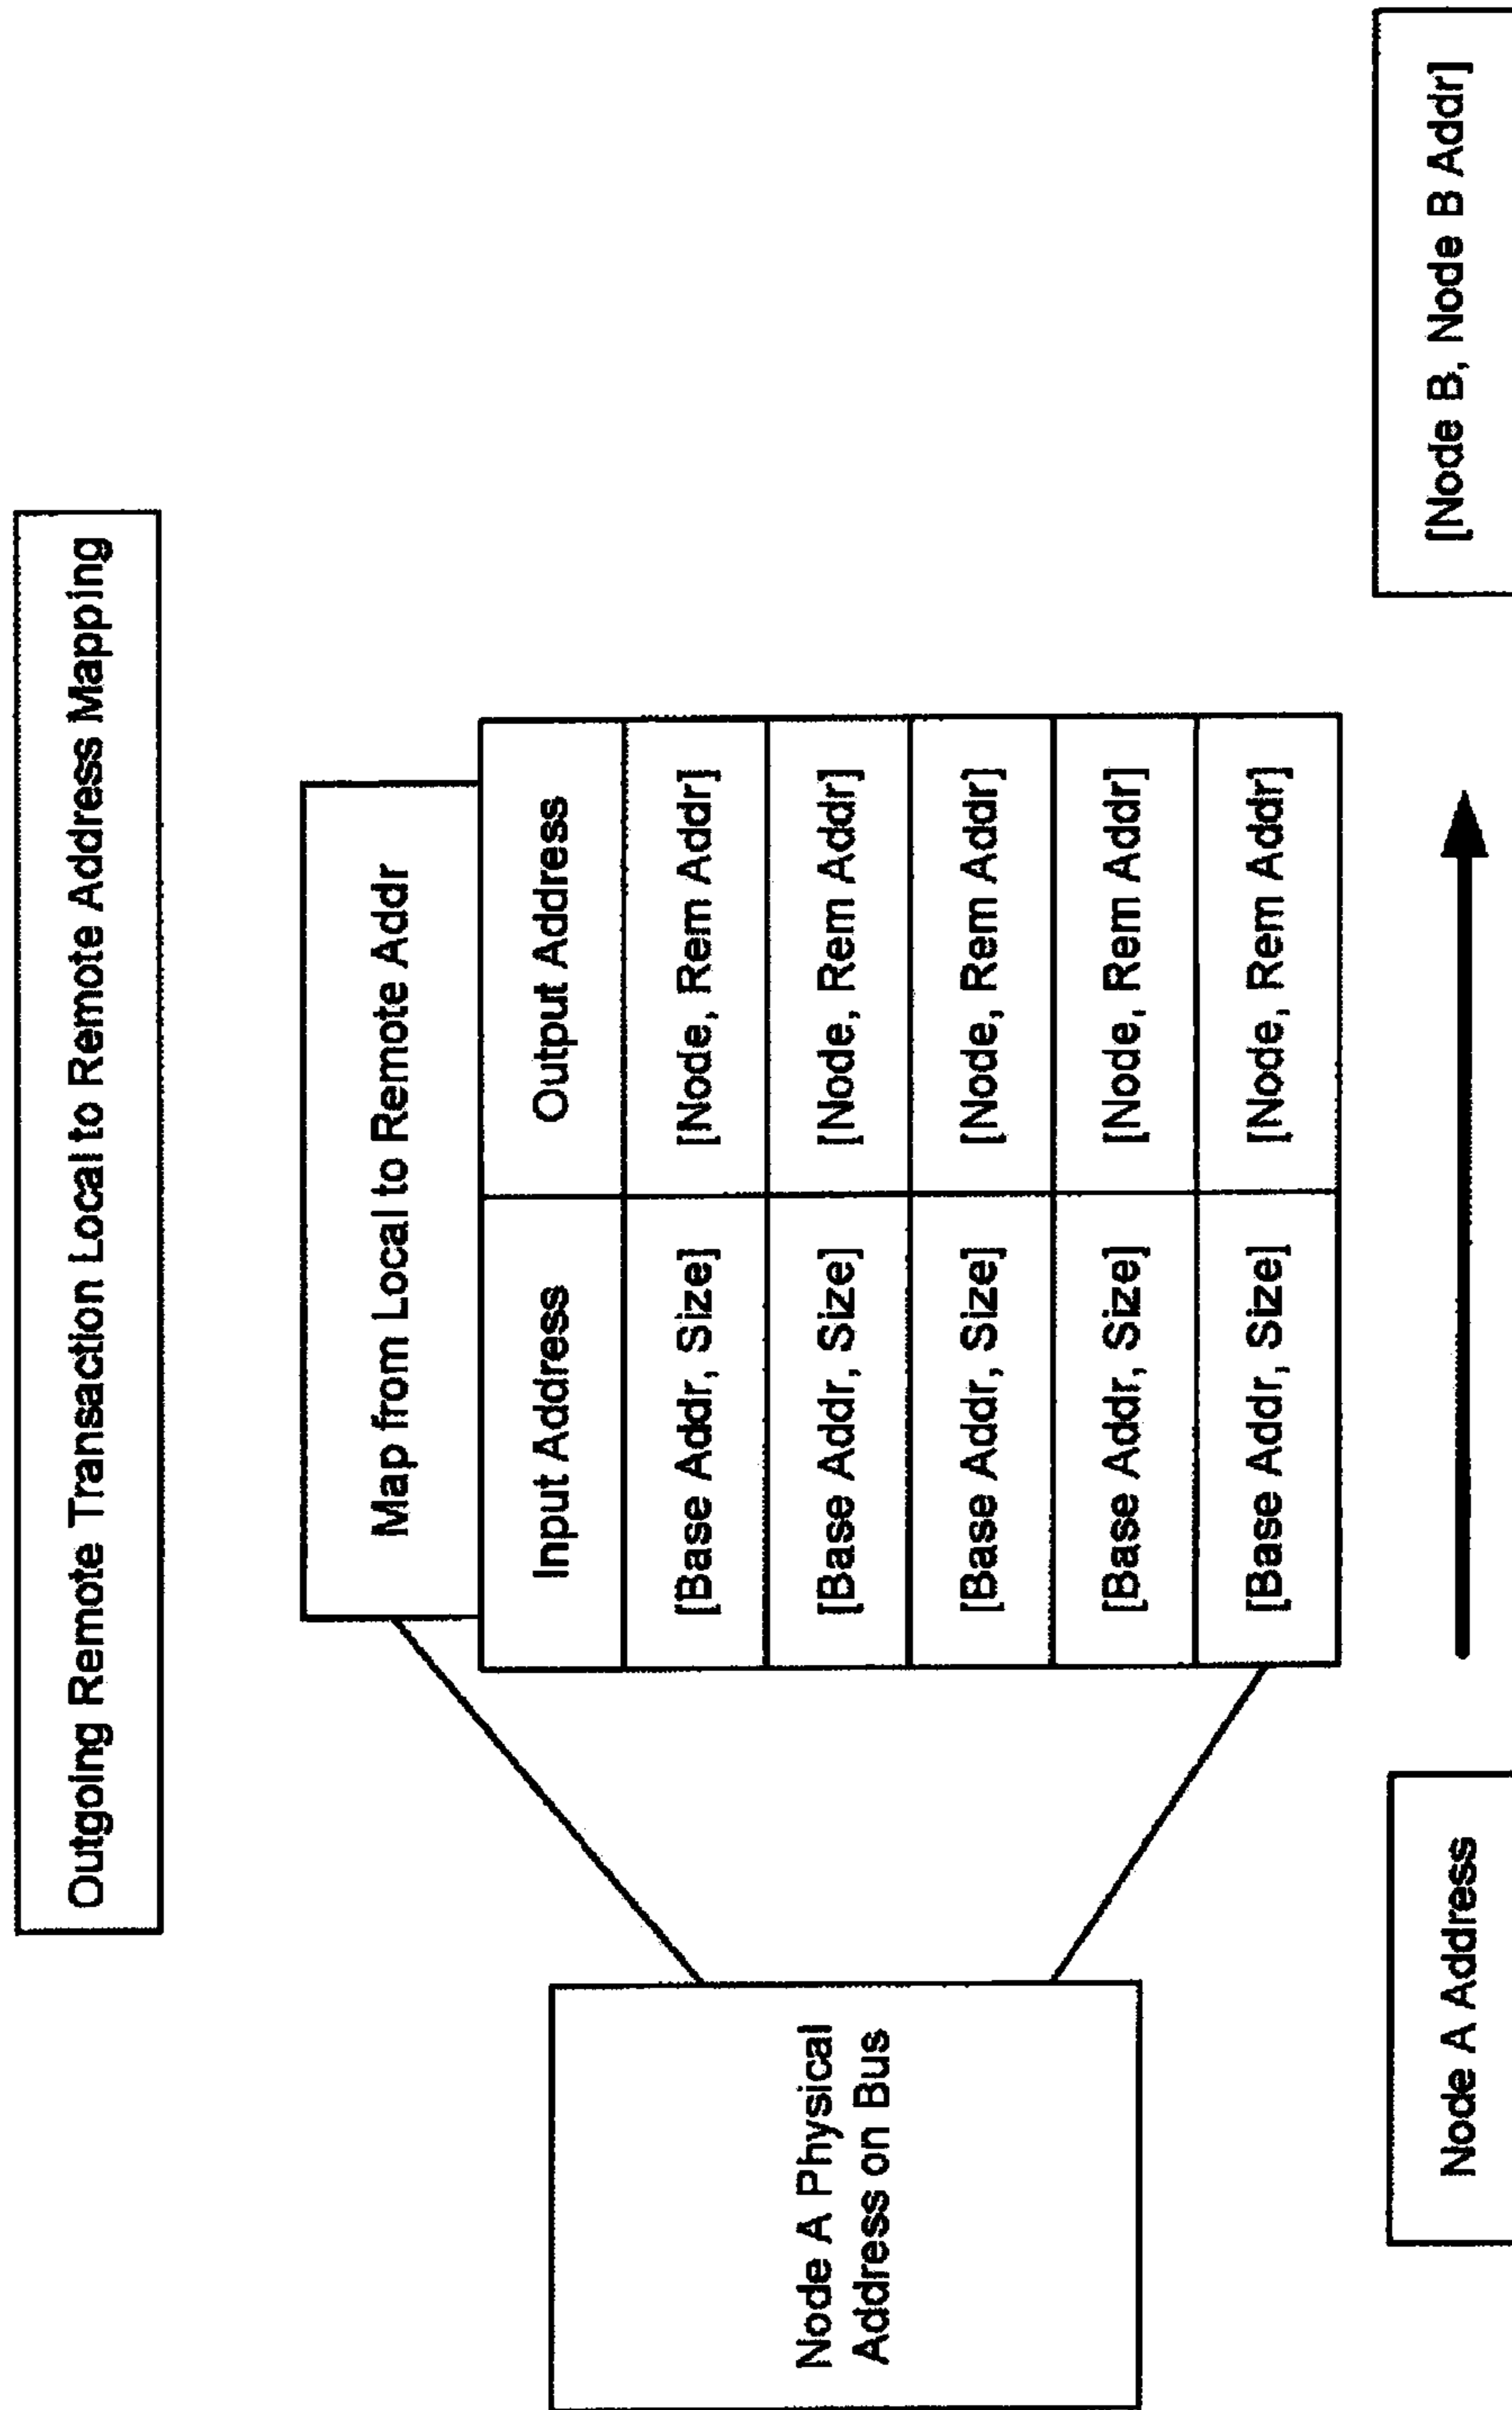 Outgoing Remote Transaction Local to Remote Address Mapping
Map from Local to Remote Addr
Input Address Output Address
[Base Addr, Size] [Node, Rem Addr]
[Base Addr, Size] [Node, Rem Addr]
[Base Addr, Size] [Node, Rem Addr]
[Base Addr, Size] [Node, Rem Addr]
[Base Addr, Size] [Node, Rem Addr]
Node A Physical
Address on Bus
Node A Address
[Node B, Node B Addr]